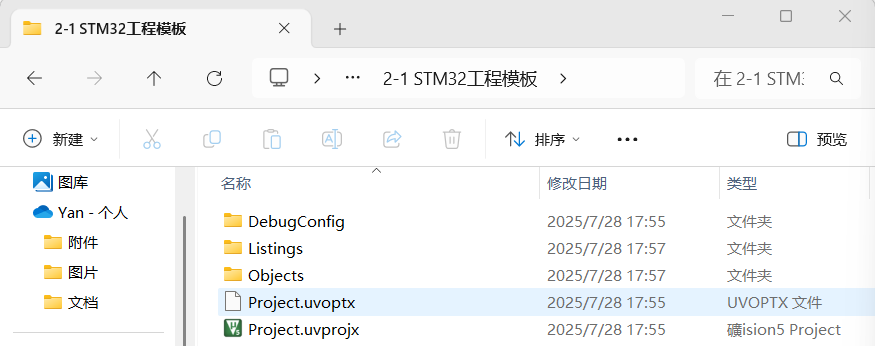 2-1 STM32工程模板
2-1 STM32工程模板
在 2-1 STM3
新建
排序
预览
图库
Yan - 个人
附件
图片
文档
名称 修改日期 类型
DebugConfig 2025/7/28 17:55 文件夹
Listings 2025/7/28 17:57 文件夹
Objects 2025/7/28 17:57 文件夹
Project.uvoptx 2025/7/28 17:55 UVOPTX 文件
Project.uvprojx 2025/7/28 17:55 礦ision5 Project